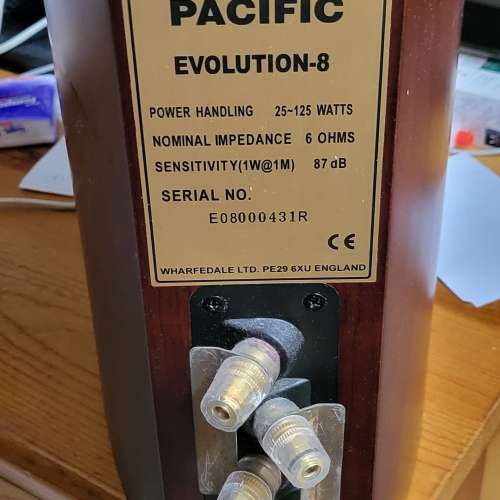 PACIFIC
EVOLUTION-8
POWER HANDLING 25~125 WATTS
NOMINAL IMPEDANCE 6 OHMS
SENSITIVITY(1W@1M) 87 dB
SERIAL NO.
E08000431R
CE
WHARFEDALE LTD. PE29 6XU ENGLAND